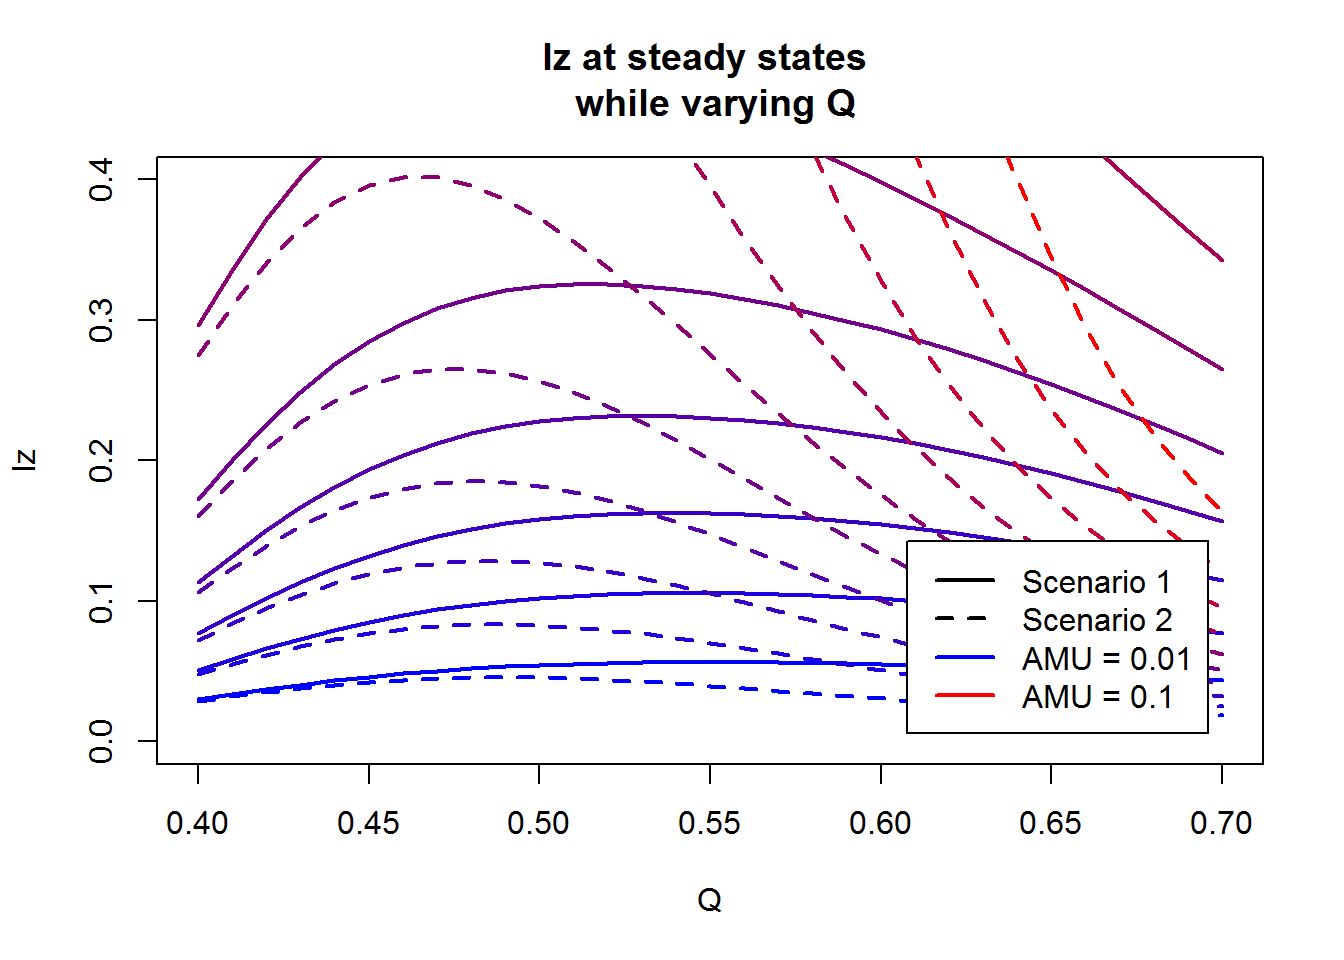 Iz at steady states
while varying Q
Iz
0.4
0.3
0.2
0.1
0.0
Scenario 1
Scenario 2
AMU = 0.01
AMU = 0.1
0.40 0.45 0.50 0.55 0.60 0.65 0.70
Q